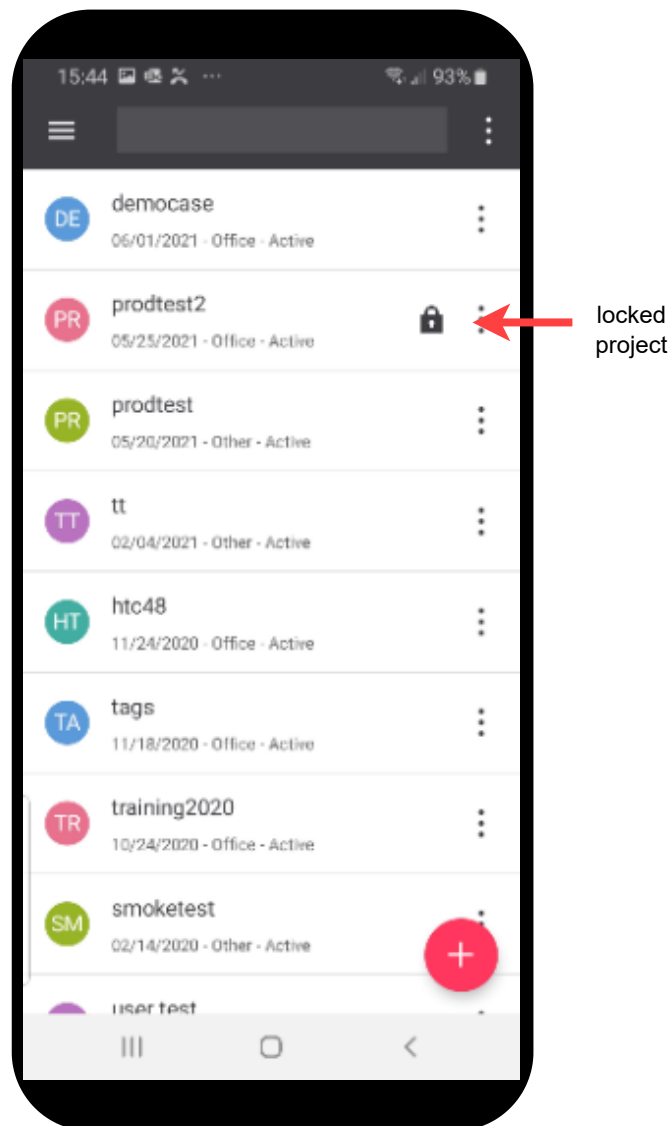 15:44 93%
DE democase
06/01/2021 - Office - Active
PR prodtest2
05/25/2021 - Office - Active
locked
project
PR prodtest
05/20/2021 - Other - Active
TT tt
02/04/2021 - Other - Active
HT htc48
11/24/2020 - Office - Active
TA tags
11/18/2020 - Office - Active
TR training2020
10/24/2020 - Office - Active
SM smoketest
02/14/2020 - Other - Active
user test